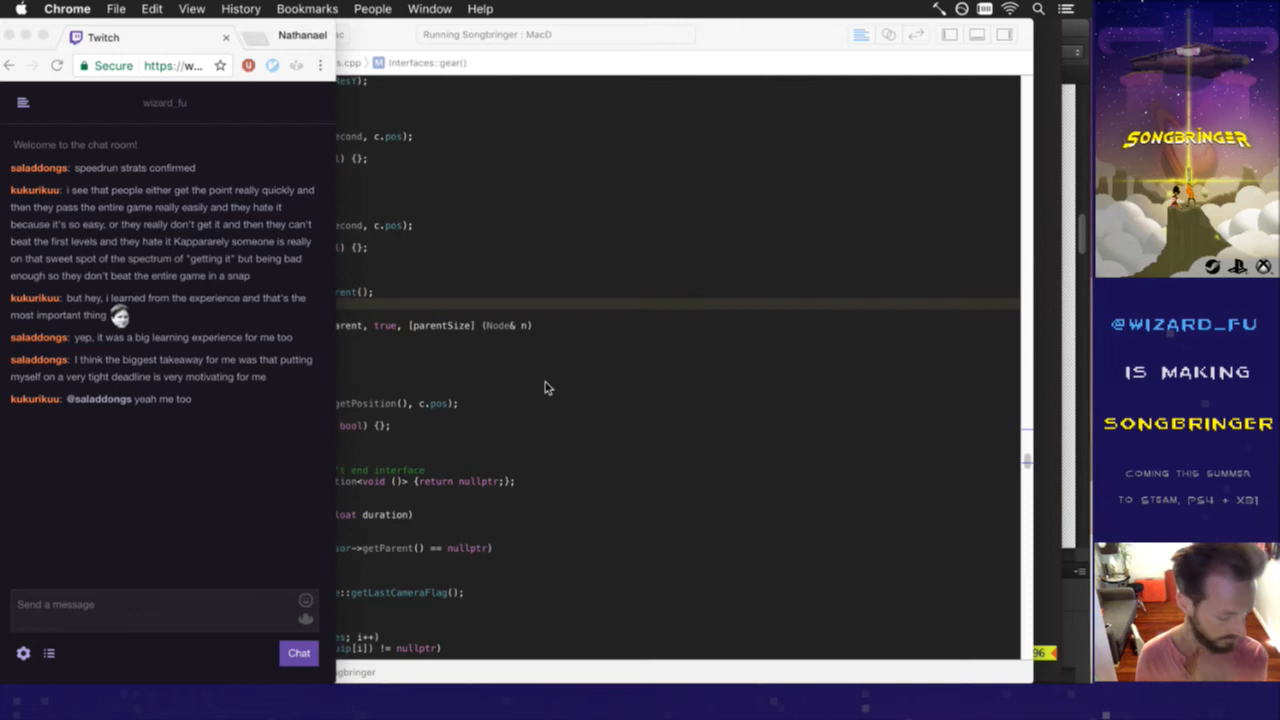 Chrome File Edit View History Bookmarks People Window Help
Twitch
Nathanael
Running Songbringer : MacD
Secure https://w...
s.cpp
Interfaces::gear()
wizard_fu
Welcome to the chat room!
saladdongs: speedrun strats confirmed
kukurikuu: i see that people either get the point really quickly and
then they pass the entire game really easily and they hate it
because it's so easy, or they really don't get it and then they can't
beat the first levels and they hate it Kappararely someone is really
on that sweet spot of the spectrum of "getting it" but being bad
enough so they don't beat the entire game in a snap
kukurikuu: but hey, i learned from the experience and that's the
most important thing
saladdongs: yep, it was a big learning experience for me too
saladdongs: I think the biggest takeaway for me was that putting
myself on a very tight deadline is very motivating for me
kukurikuu: @saladdongs yeah me too
Send a message
Chat
ResY);
econd, c.pos);
l) {};
econd, c.pos);
l) {};
rent();
arent, true, [parentSize] (Node& n)
getPosition(), c.pos);
bool) {};
't end interface
tion<void ()> {return nullptr;};
loat duration)
sor->getParent() == nullptr)
e::getLastCameraFlag();
os; i++)
uip[i]) != nullptr)
ngbringer
96
SONGBRINGER
@WIZARD_FU
IS MAKING
SONGBRINGER
COMING THIS SUMMER
TO STEAM, PS4 + XB1